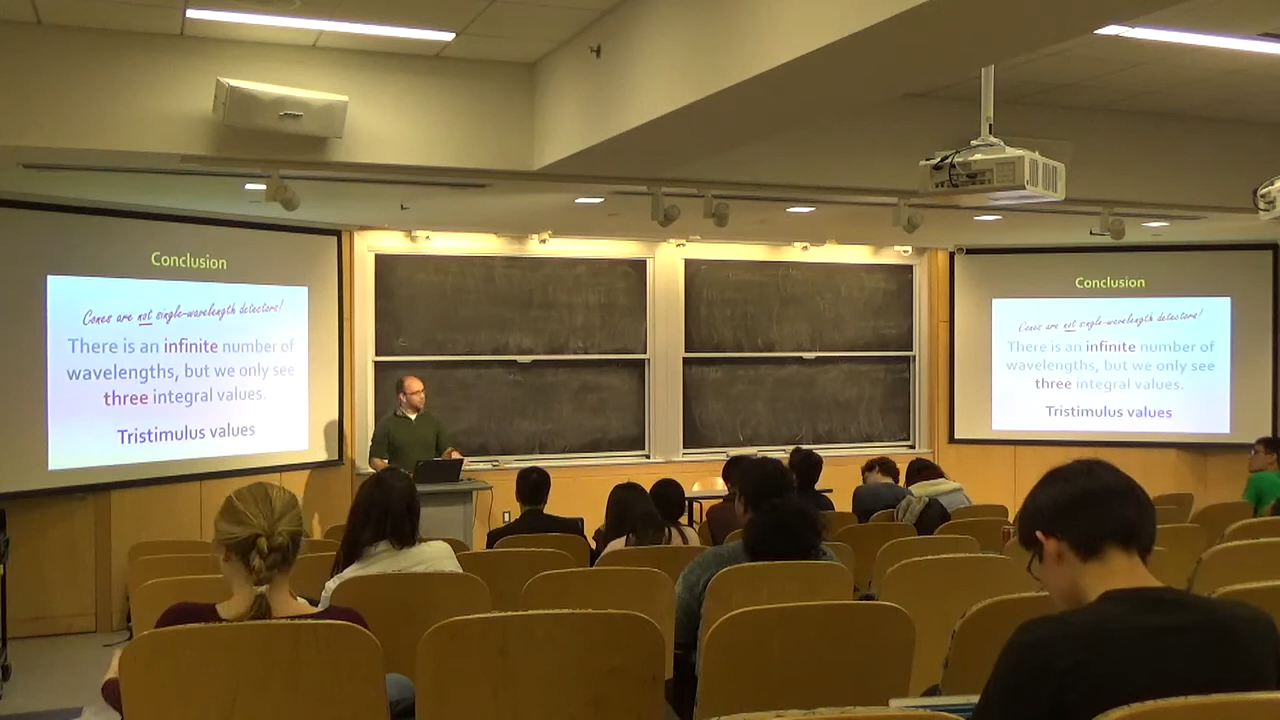 Conclusion
Cones are not single-wavelength detectors!
There is an infinite number of
wavelengths, but we only see
three integral values.
Tristimulus values
Conclusion
Cones are not single-wavelength detectors!
There is an infinite number of
wavelengths, but we only see
three integral values.
Tristimulus values